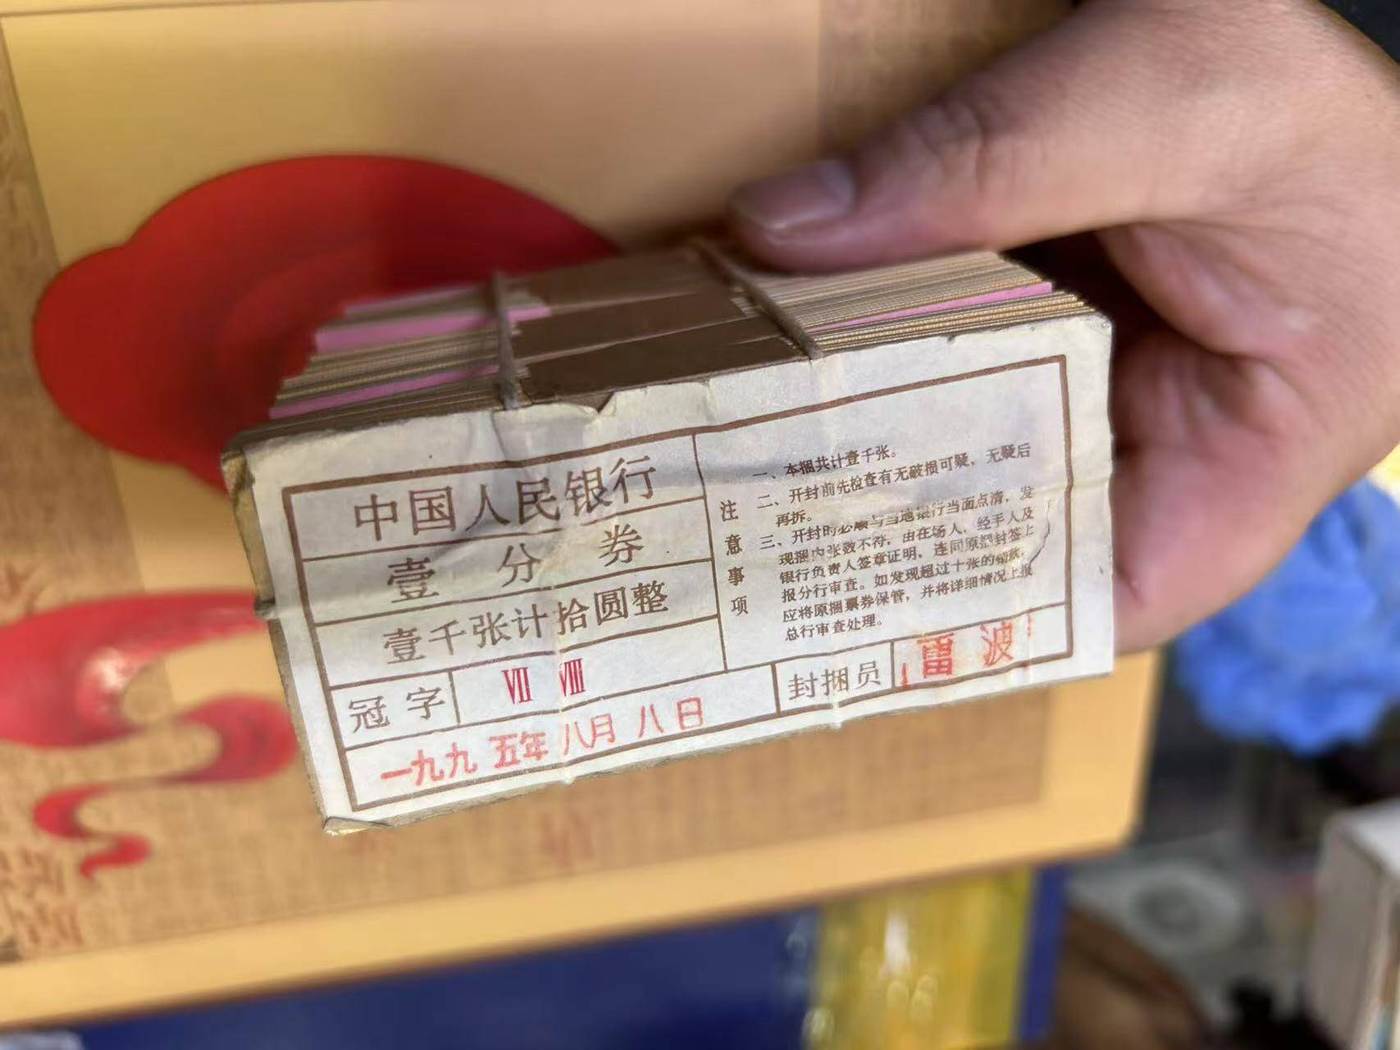 中国人民银行
壹分券
壹千张计拾圆整
冠字 Ⅶ Ⅷ
一九九五年八月八日
注意事项
一、本捆共计壹千张。
二、开封前先检查有无破损可疑，无疑后
再拆。
三、开封时必须与当地银行当面点清，发
现捆内张数不符，由在场人、经手人及
银行负责人签章证明，连同原捆封签上
报分行审查。如发现超过十张的错款，
应将原捆票券保管，并将详细情况上报
总行审查处理。
封捆员 雷波